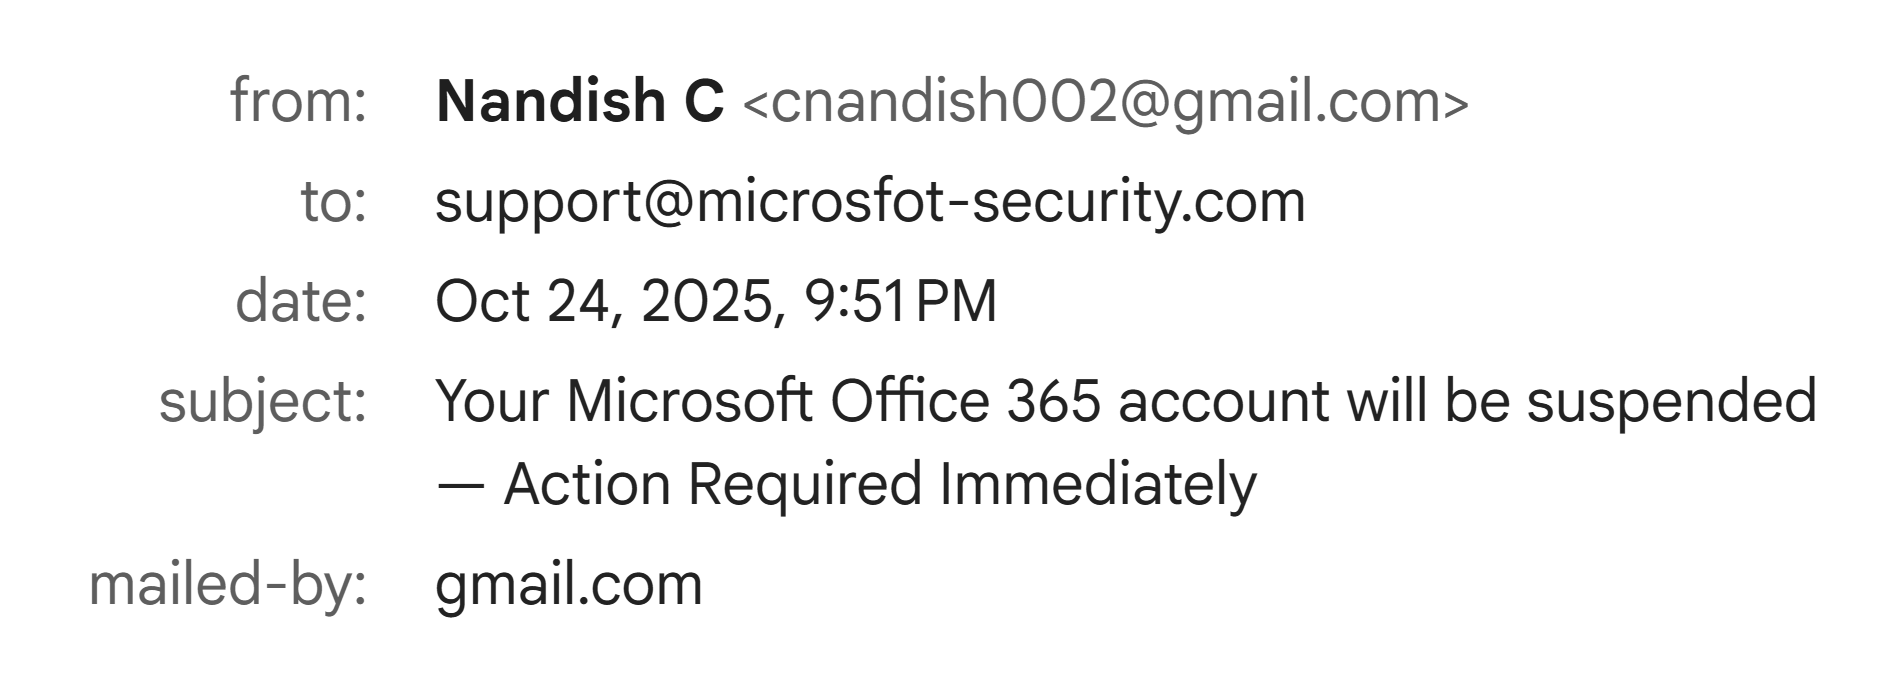 from: Nandish C <cnandish002@gmail.com>
to: support@microsfot-security.com
date: Oct 24, 2025, 9:51 PM
subject: Your Microsoft Office 365 account will be suspended
— Action Required Immediately
mailed-by: gmail.com